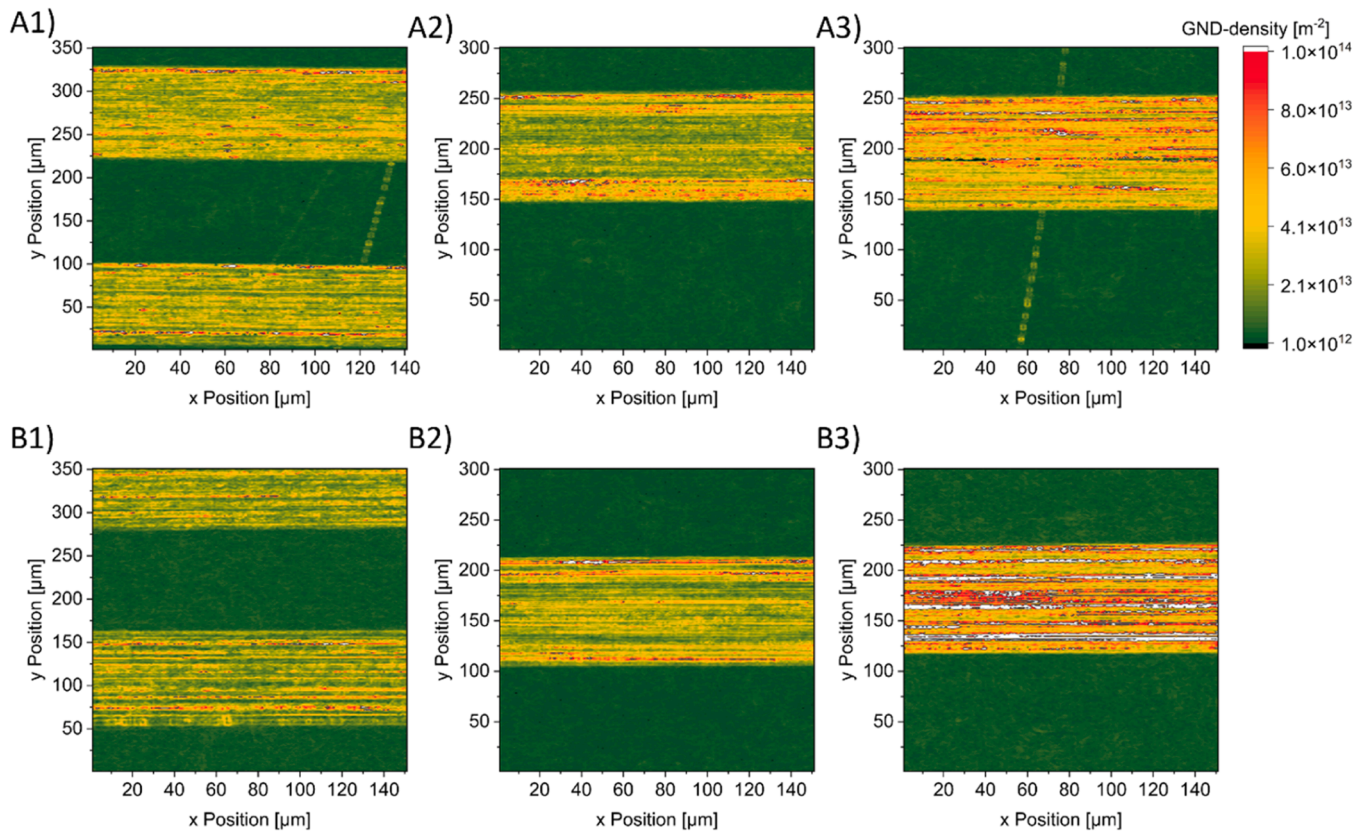 A1)
A2)
A3)
GND-density [m⁻²]
350
300
250
200
150
100
50
y Position [µm]
20 40 60 80 100 120 140
x Position [µm]
300
250
200
150
100
50
y Position [µm]
20 40 60 80 100 120 140
x Position [µm]
300
250
200
150
100
50
y Position [µm]
20 40 60 80 100 120 140
x Position [µm]
1.0×10¹⁴
8.0×10¹³
6.0×10¹³
4.1×10¹³
2.1×10¹³
1.0×10¹²
B1)
B2)
B3)
350
300
250
200
150
100
50
y Position [µm]
20 40 60 80 100 120 140
x Position [µm]
300
250
200
150
100
50
y Position [µm]
20 40 60 80 100 120 140
x Position [µm]
300
250
200
150
100
50
y Position [µm]
20 40 60 80 100 120 140
x Position [µm]